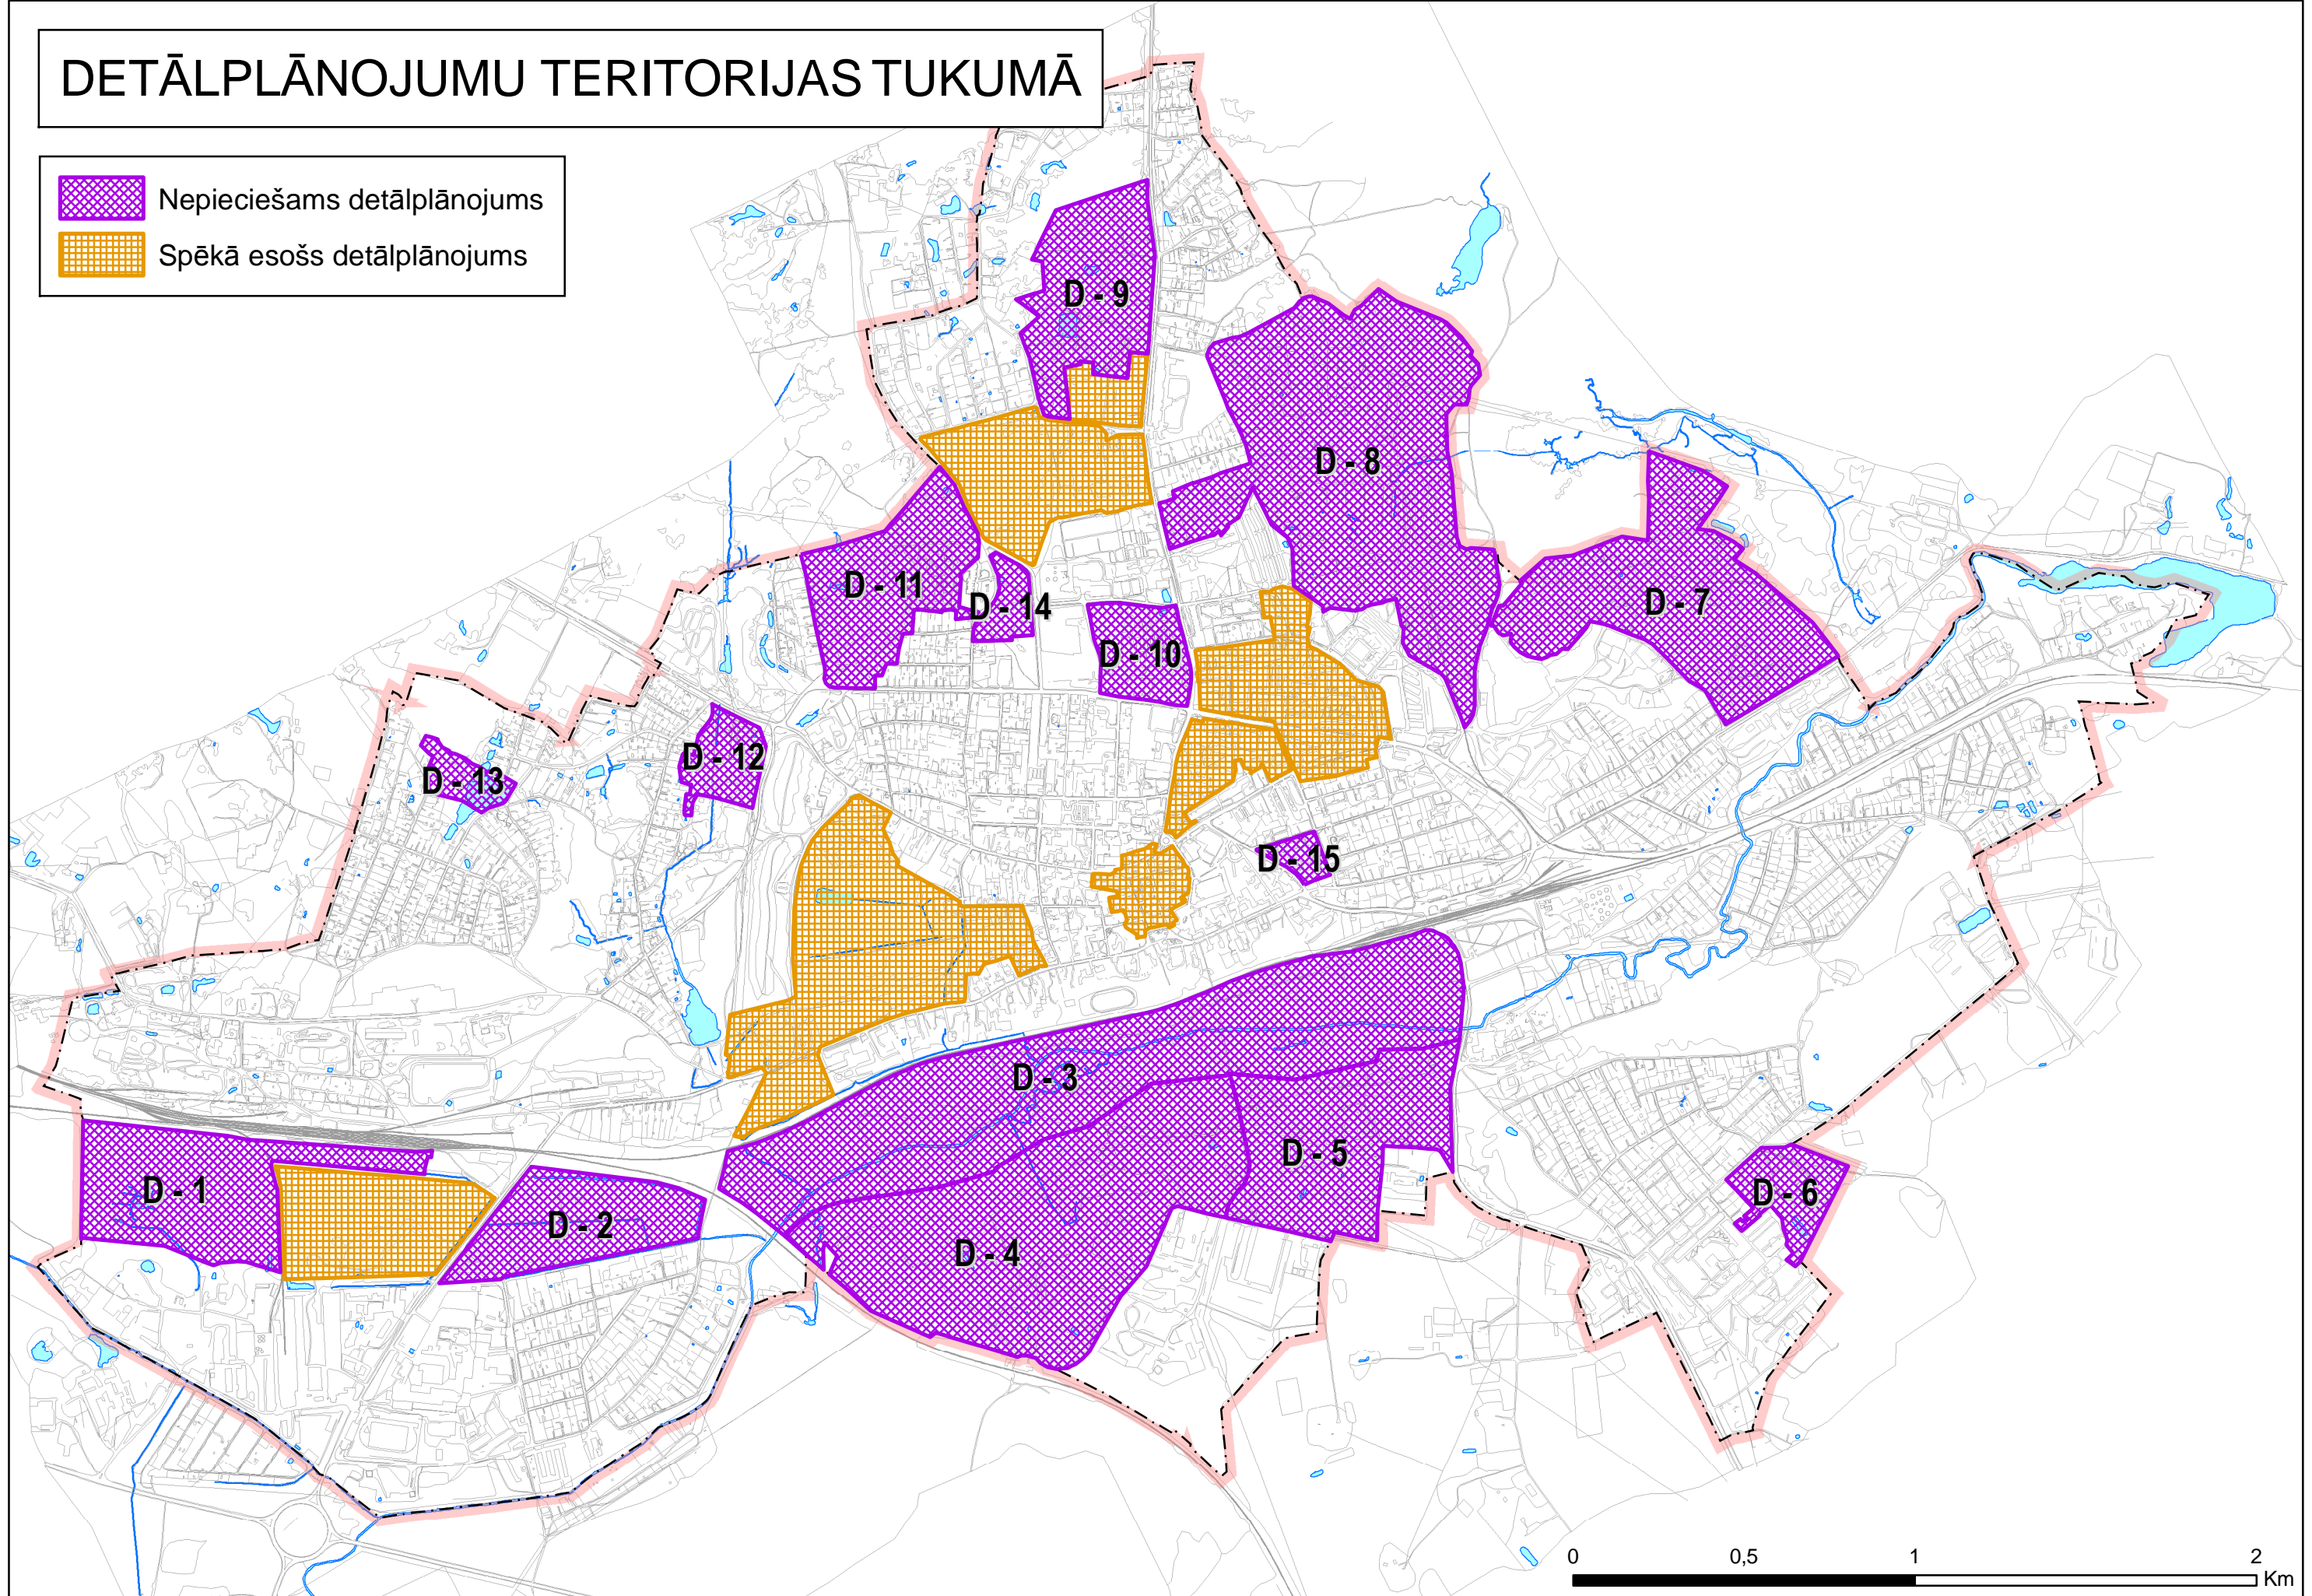 DETĀLPLĀNOJUMU TERITORIJAS TUKUMĀ
Nepieciešams detālplānojums
Spēkā esošs detālplānojums
D - 9
D - 8
D - 11
D - 14
D - 7
D - 10
D - 12
D - 13
D - 15
D - 3
D - 5
D - 1
D - 6
D - 2
D - 4
0 0,5 1 2
Km